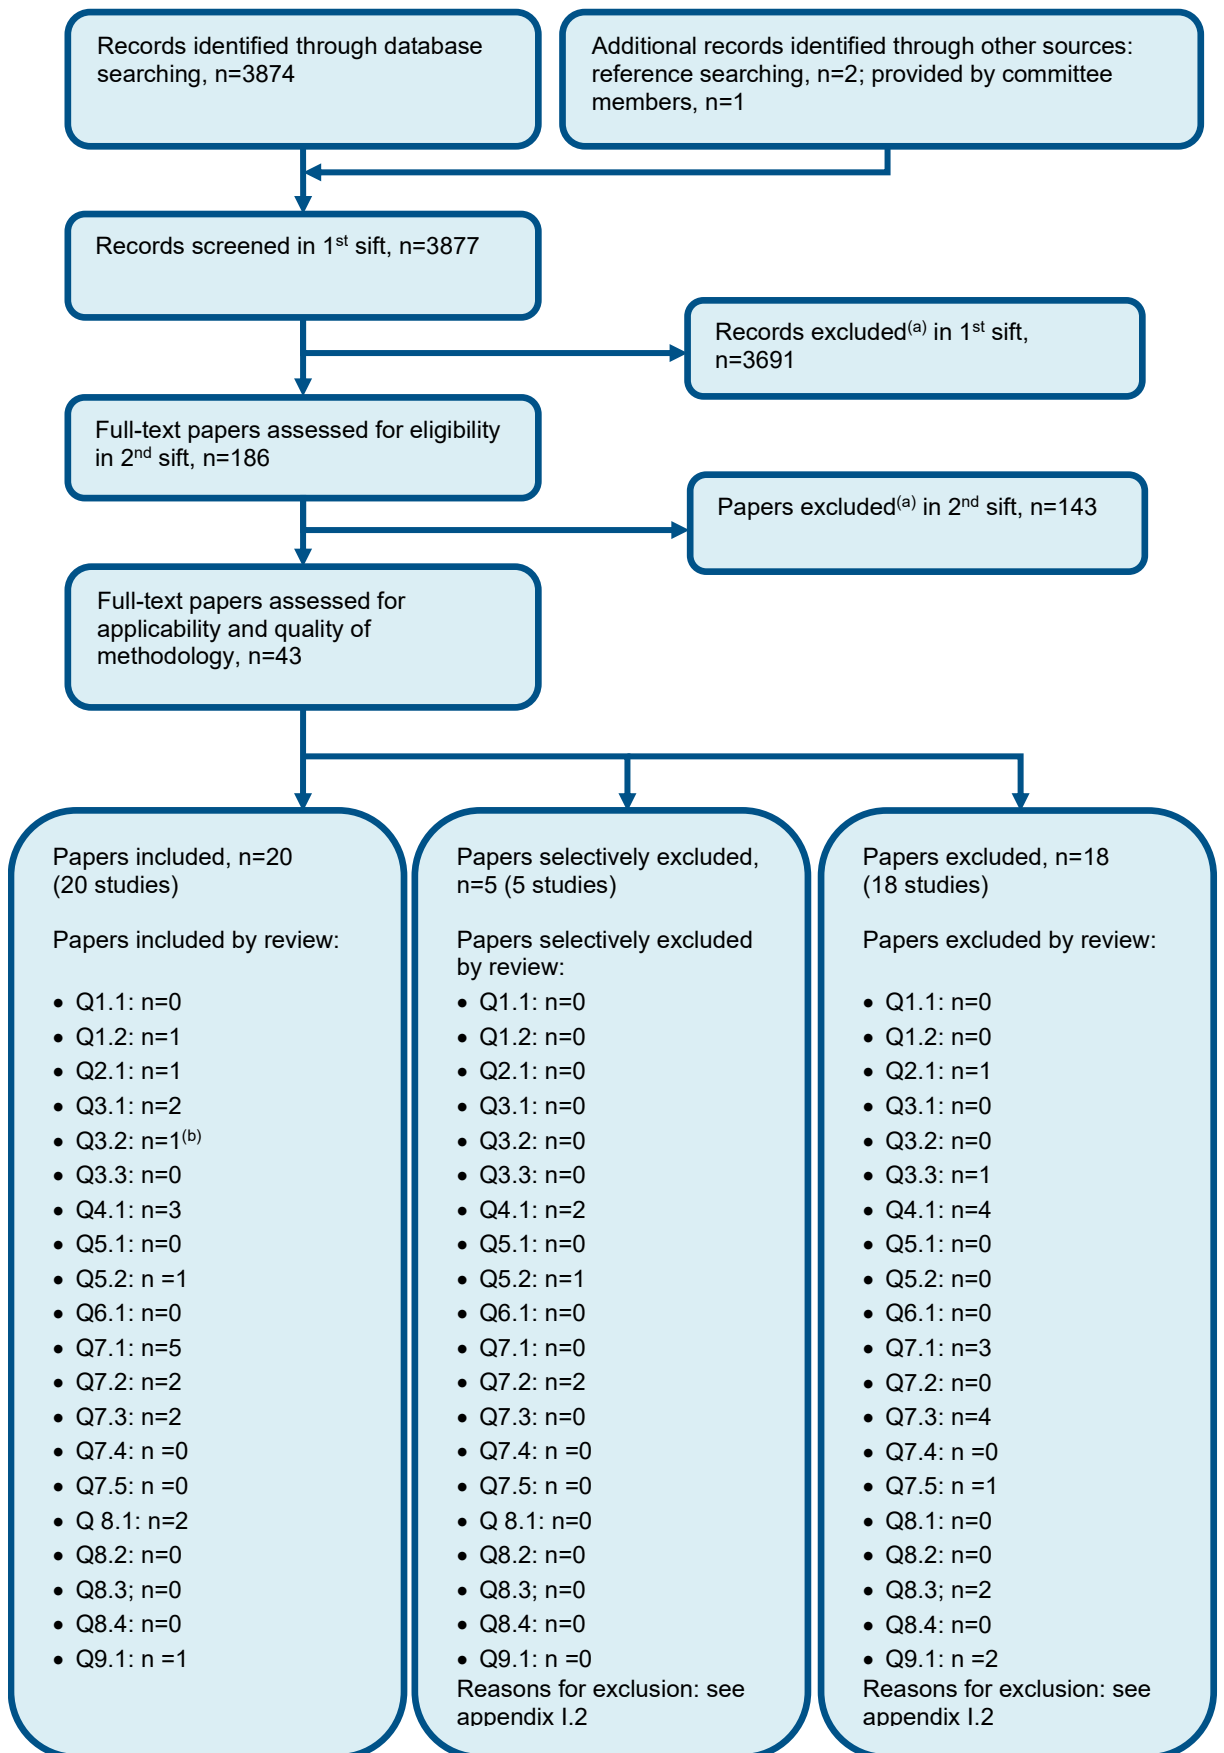 Records identified through database
searching, n=3874
Additional records identified through other sources:
reference searching, n=2; provided by committee
members, n=1
Records screened in 1st sift, n=3877
Records excluded(a) in 1st sift,
n=3691
Full-text papers assessed for eligibility
in 2nd sift, n=186
Papers excluded(a) in 2nd sift, n=143
Full-text papers assessed for
applicability and quality of
methodology, n=43
Papers included, n=20
(20 studies)
Papers included by review:
• Q1.1: n=0
• Q1.2: n=1
• Q2.1: n=1
• Q3.1: n=2
• Q3.2: n=1(b)
• Q3.3: n=0
• Q4.1: n=3
• Q5.1: n=0
• Q5.2: n =1
• Q6.1: n=0
• Q7.1: n=5
• Q7.2: n=2
• Q7.3: n=2
• Q7.4: n =0
• Q7.5: n =0
• Q 8.1: n=2
• Q8.2: n=0
• Q8.3; n=0
• Q8.4: n=0
• Q9.1: n =1
Papers selectively excluded,
n=5 (5 studies)
Papers selectively excluded
by review:
• Q1.1: n=0
• Q1.2: n=0
• Q2.1: n=0
• Q3.1: n=0
• Q3.2: n=0
• Q3.3: n=0
• Q4.1: n=2
• Q5.1: n=0
• Q5.2: n=1
• Q6.1: n=0
• Q7.1: n=0
• Q7.2: n=2
• Q7.3: n=0
• Q7.4: n =0
• Q7.5: n =0
• Q 8.1: n=0
• Q8.2: n=0
• Q8.3; n=0
• Q8.4: n=0
• Q9.1: n =0
Reasons for exclusion: see
appendix I.2
Papers excluded, n=18
(18 studies)
Papers excluded by review:
• Q1.1: n=0
• Q1.2: n=0
• Q2.1: n=1
• Q3.1: n=0
• Q3.2: n=0
• Q3.3: n=1
• Q4.1: n=4
• Q5.1: n=0
• Q5.2: n=0
• Q6.1: n=0
• Q7.1: n=3
• Q7.2: n=0
• Q7.3: n=4
• Q7.4: n =0
• Q7.5: n =1
• Q8.1: n=0
• Q8.2: n=0
• Q8.3; n=2
• Q8.4: n=0
• Q9.1: n =2
Reasons for exclusion: see
appendix I.2